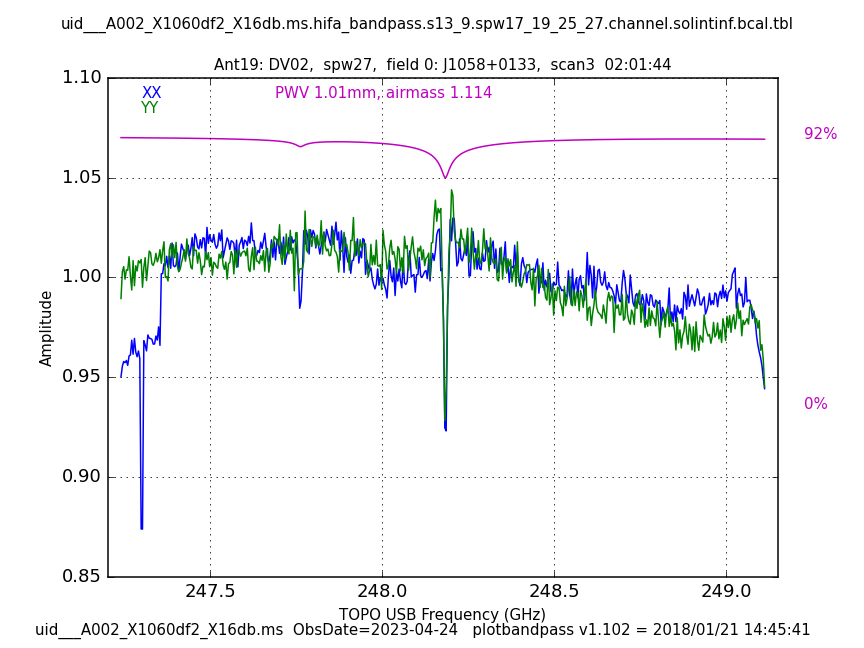 uid___A002_X1060df2_X16db.ms.hifa_bandpass.s13_9.spw17_19_25_27.channel.solintinf.bcal.tbl
Ant19: DV02,  spw27,  field 0: J1058+0133,  scan3  02:01:44
1.10
XX
PWV 1.01mm, airmass 1.114
YY
92%
1.05
1.00
Amplitude
0.95
0%
0.90
0.85
247.5 248.0 248.5 249.0
TOPO USB Frequency (GHz)
uid___A002_X1060df2_X16db.ms  ObsDate=2023-04-24   plotbandpass v1.102 = 2018/01/21 14:45:41